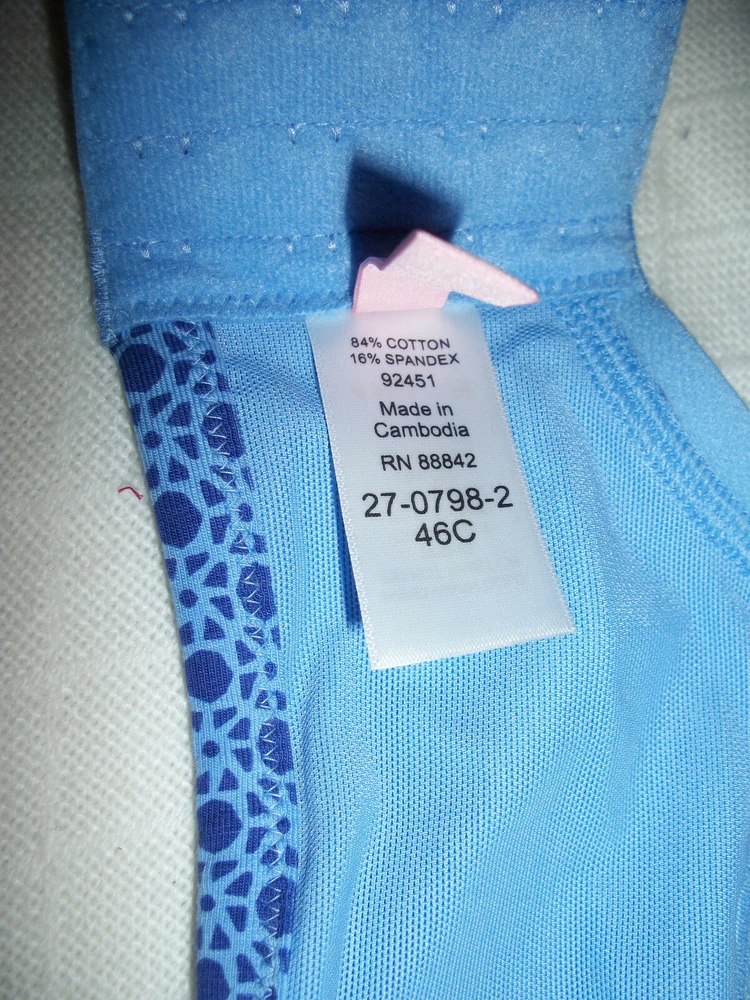 84% COTTON
16% SPANDEX
92451
Made in
Cambodia
RN 88842
27-0798-2
46C